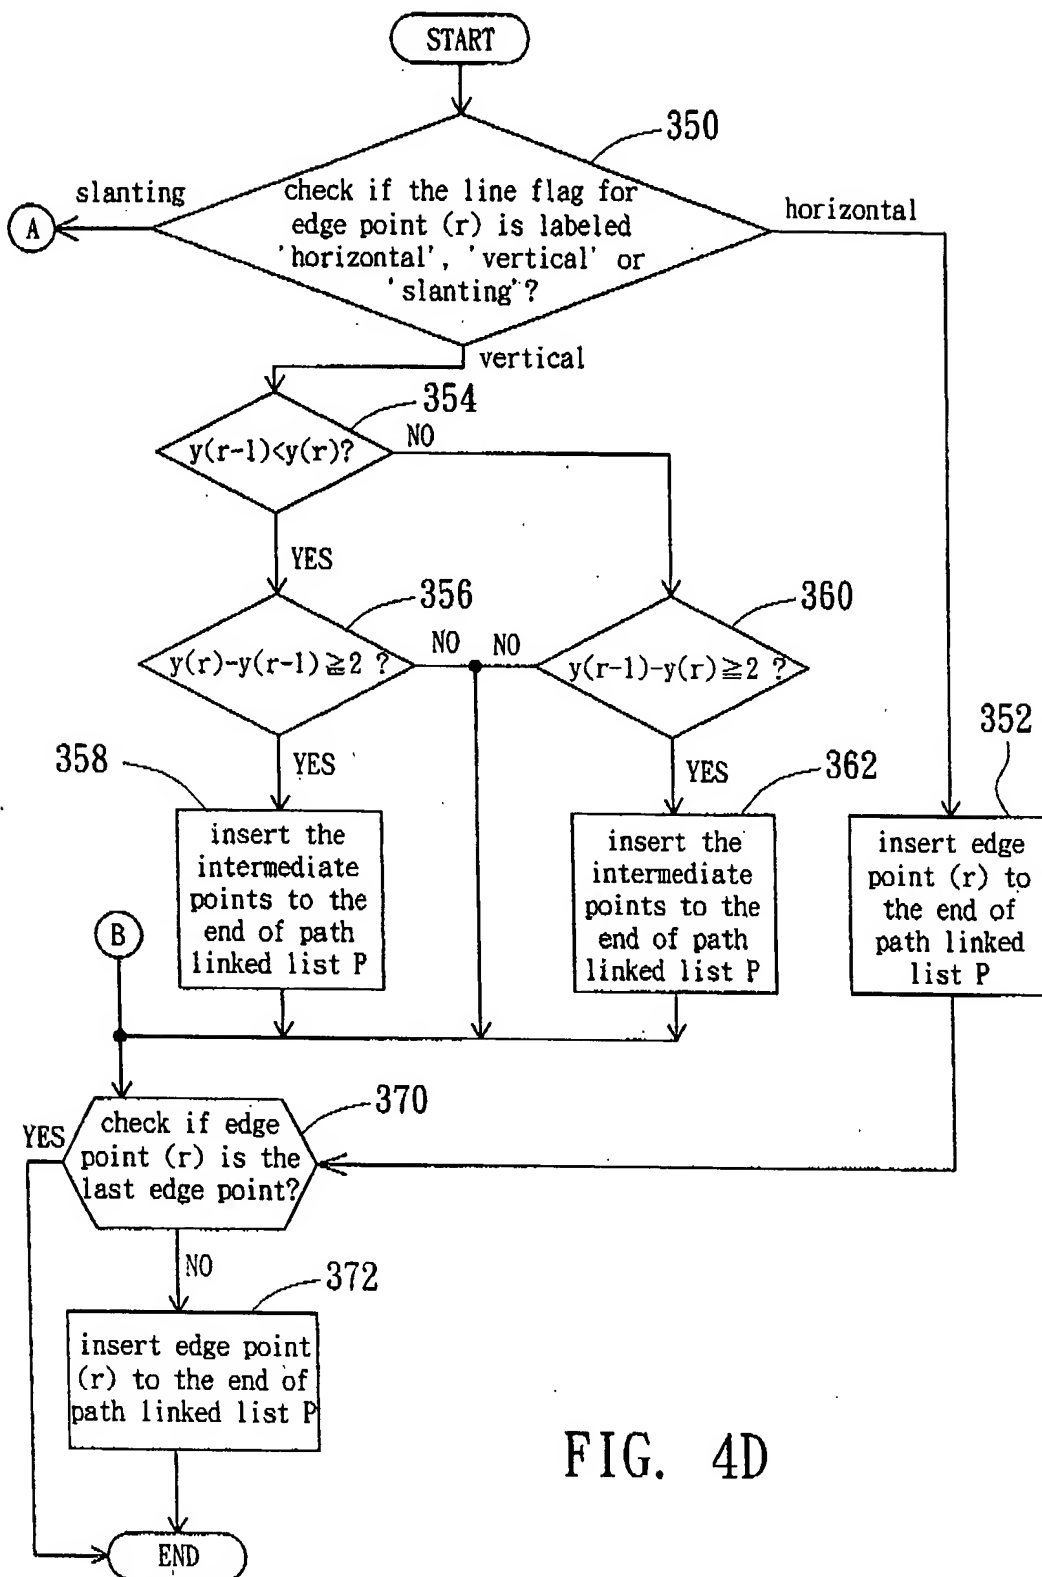 START
350
slanting
check if the line flag for
edge point (r) is labeled
'horizontal', 'vertical' or
'slanting'?
horizontal
A
vertical
354
y(r-1)<y(r)?
NO
YES
356
360
y(r)-y(r-1)≧2 ?
NO
NO
y(r-1)-y(r)≧2 ?
352
358
YES
YES
362
insert the
intermediate
points to the
end of path
linked list P
insert the
intermediate
points to the
end of path
linked list P
insert edge
point (r) to
the end of
path linked
list P
B
370
YES
check if edge
point (r) is the
last edge point?
NO
372
insert edge point
(r) to the end of
path linked list P
FIG. 4D
END